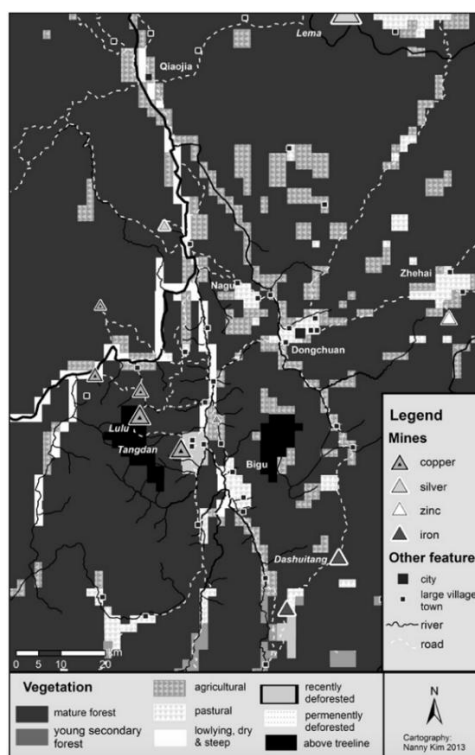 Lema
Qiaojia
Zhehai
Nagu
Dongchuan
Lulu
Tangdan
Bigu
Dashuitang
0 5 10 20 km
Legend
Mines
copper
silver
zinc
iron
Other feature
city
large village
town
river
road
Vegetation
mature forest
young secondary
forest
agricultural
pastural
lowlying, dry
& steep
recently
deforested
permenently
deforested
above treeline
N
Cartography:
Nanny Kim 2013